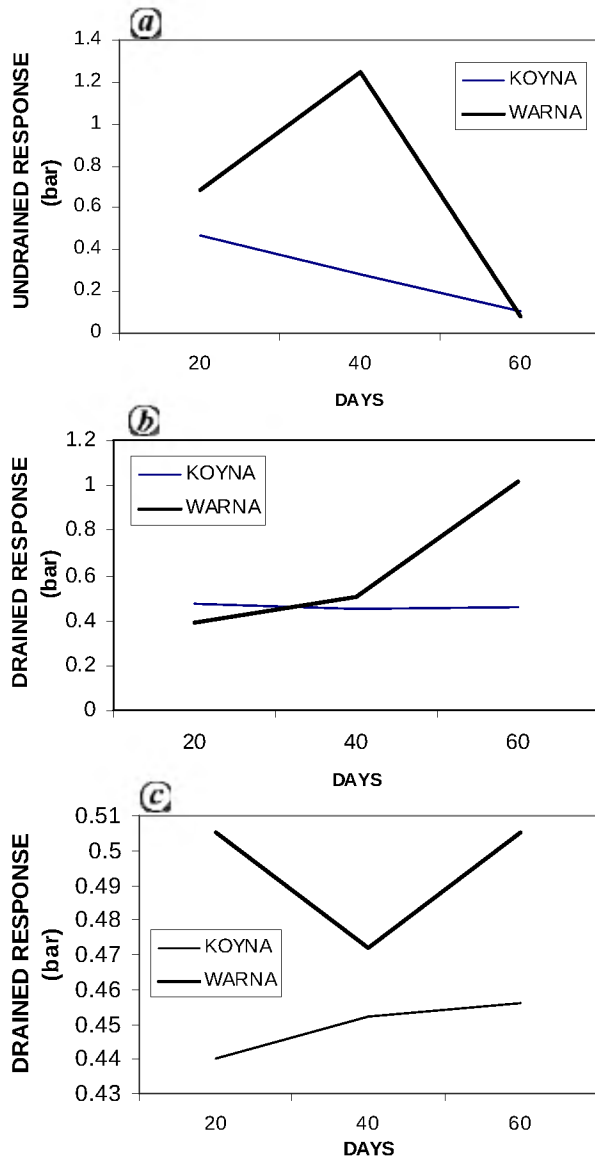 a
UNDRAINED RESPONSE
(bar)
1.4
1.2
1
0.8
0.6
0.4
0.2
0
KOYNA
WARNA
20 40 60
DAYS
b
DRAINED RESPONSE
(bar)
1.2
1
0.8
0.6
0.4
0.2
0
KOYNA
WARNA
20 40 60
DAYS
c
DRAINED RESPONSE
(bar)
0.51
0.5
0.49
0.48
0.47
0.46
0.45
0.44
0.43
KOYNA
WARNA
20 40 60
DAYS